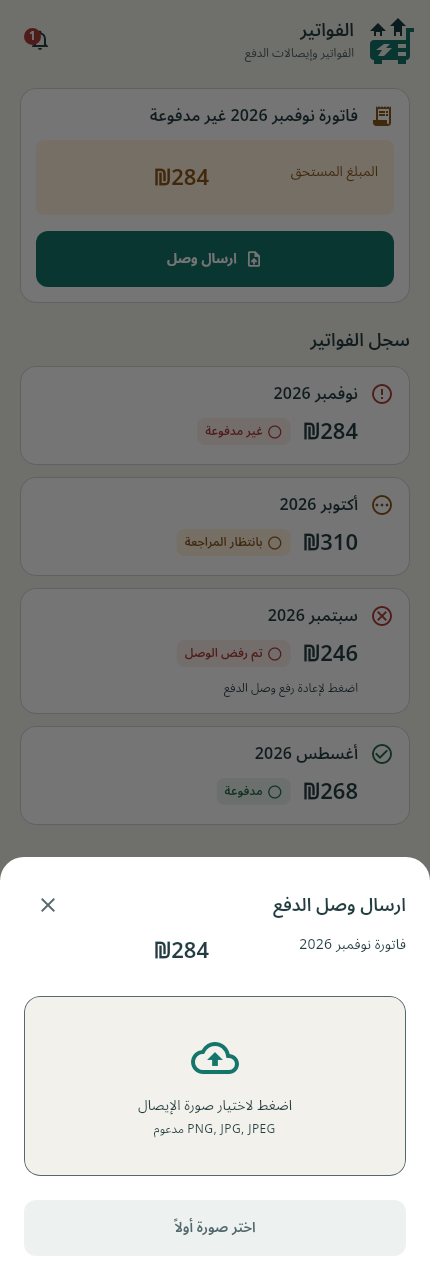 الفواتير
الفواتير وإيصالات الدفع
1
فاتورة نوفمبر 2026 غير مدفوعة
المبلغ المستحق
₪284
ارسال وصل
سجل الفواتير
نوفمبر 2026
₪284
غير مدفوعة
أكتوبر 2026
₪310
بانتظار المراجعة
سبتمبر 2026
₪246
تم رفض الوصل
اضغط لإعادة رفع وصل الدفع
أغسطس 2026
₪268
مدفوعة
ارسال وصل الدفع
فاتورة نوفمبر 2026
₪284
اضغط لاختيار صورة الإيصال
PNG, JPG, JPEG مدعوم
اختر صورة أولاً